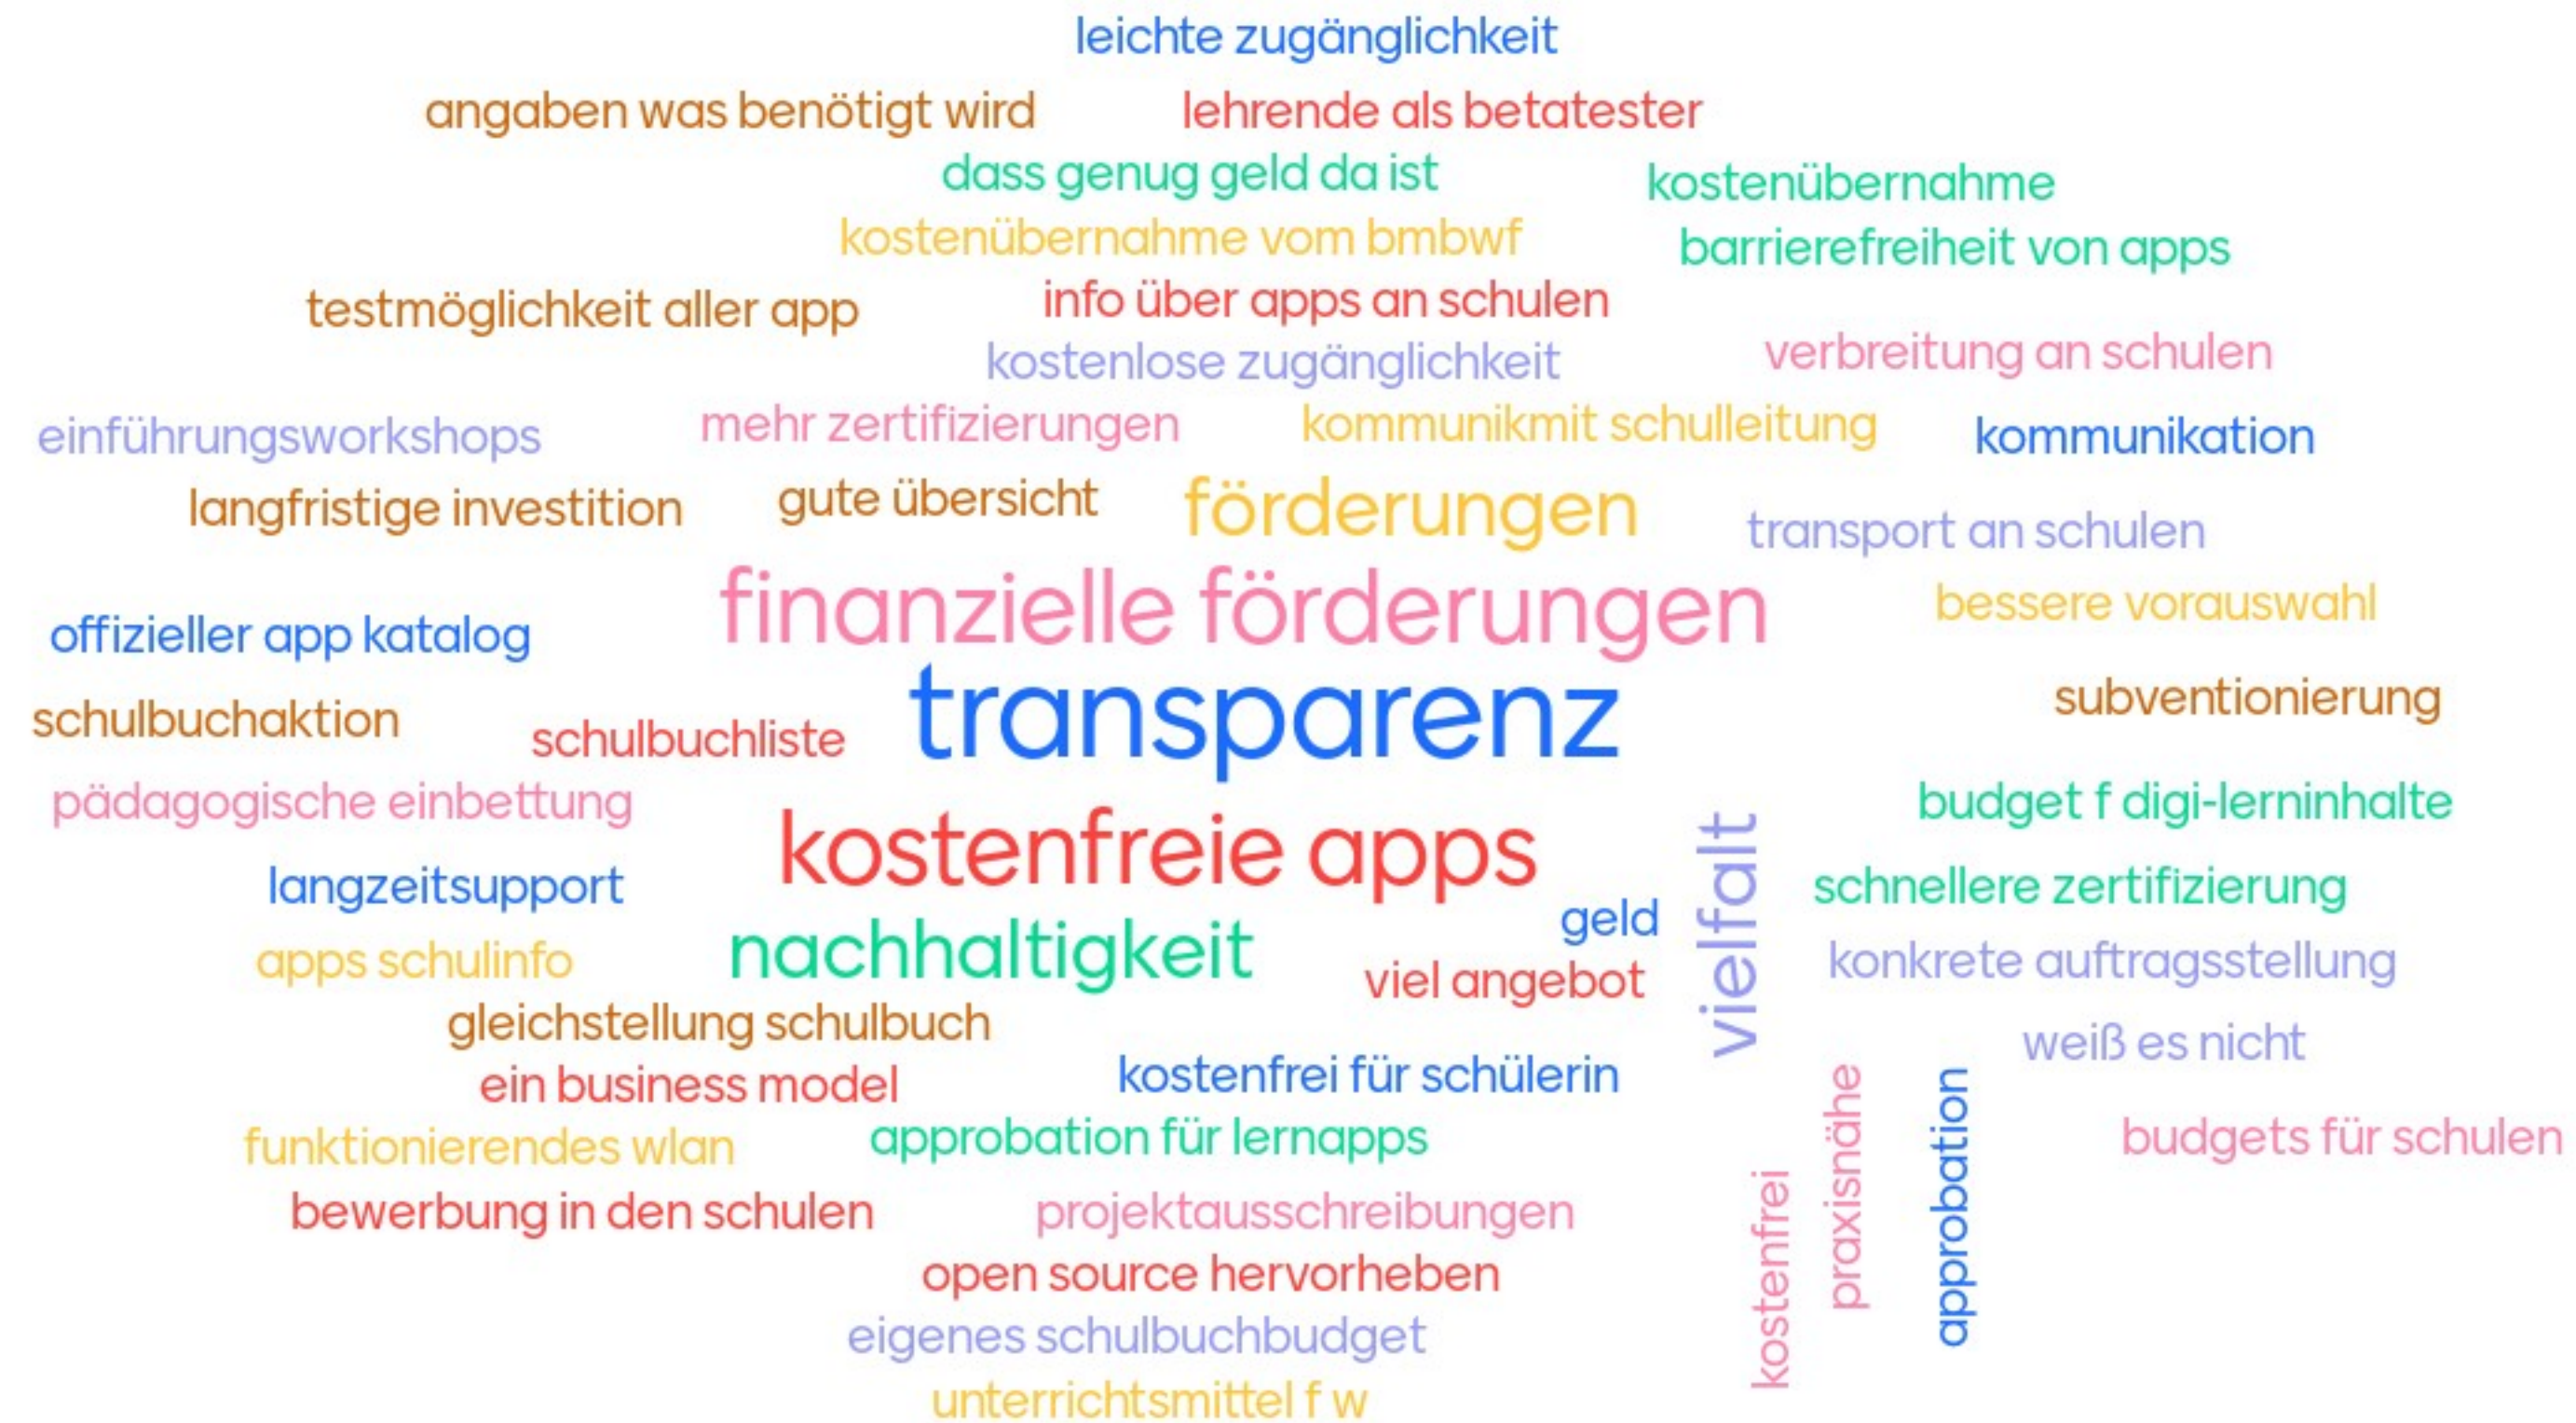 leichte zugänglichkeit
angaben was benötigt wird
lehrende als betatester
dass genug geld da ist
kostenübernahme
kostenübernahme vom bmbwf
barrierefreiheit von apps
testmöglichkeit aller app
info über apps an schulen
kostenlose zugänglichkeit
verbreitung an schulen
einführungsworkshops
mehr zertifizierungen
kommunikmit schulleitung
kommunikation
langfristige investition
gute übersicht
förderungen
transport an schulen
finanzielle förderungen
bessere vorauswahl
offizieller app katalog
transparenz
subventionierung
schulbuchaktion
schulbuchliste
pädagogische einbettung
budget f digi-lerninhalte
kostenfreie apps
vielfalt
langzeitsupport
schnellere zertifizierung
geld
apps schulinfo
nachhaltigkeit
viel angebot
konkrete auftragsstellung
gleichstellung schulbuch
weiß es nicht
ein business model
kostenfrei für schülerin
funktionierendes wlan
approbation für lernapps
kostenfrei
praxisnähe
approbation
budgets für schulen
bewerbung in den schulen
projektausschreibungen
open source hervorheben
eigenes schulbuchbudget
unterrichtsmittel f w